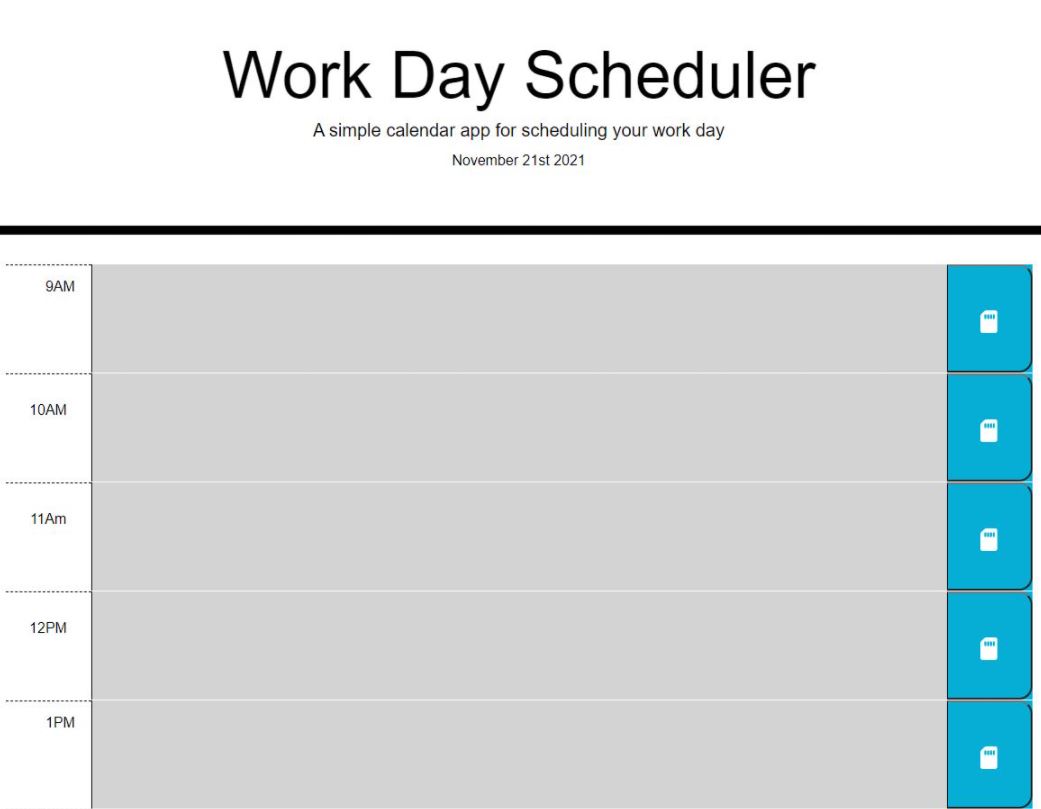 Work Day Scheduler
A simple calendar app for scheduling your work day
November 21st 2021
9AM
10AM
11Am
12PM
1PM